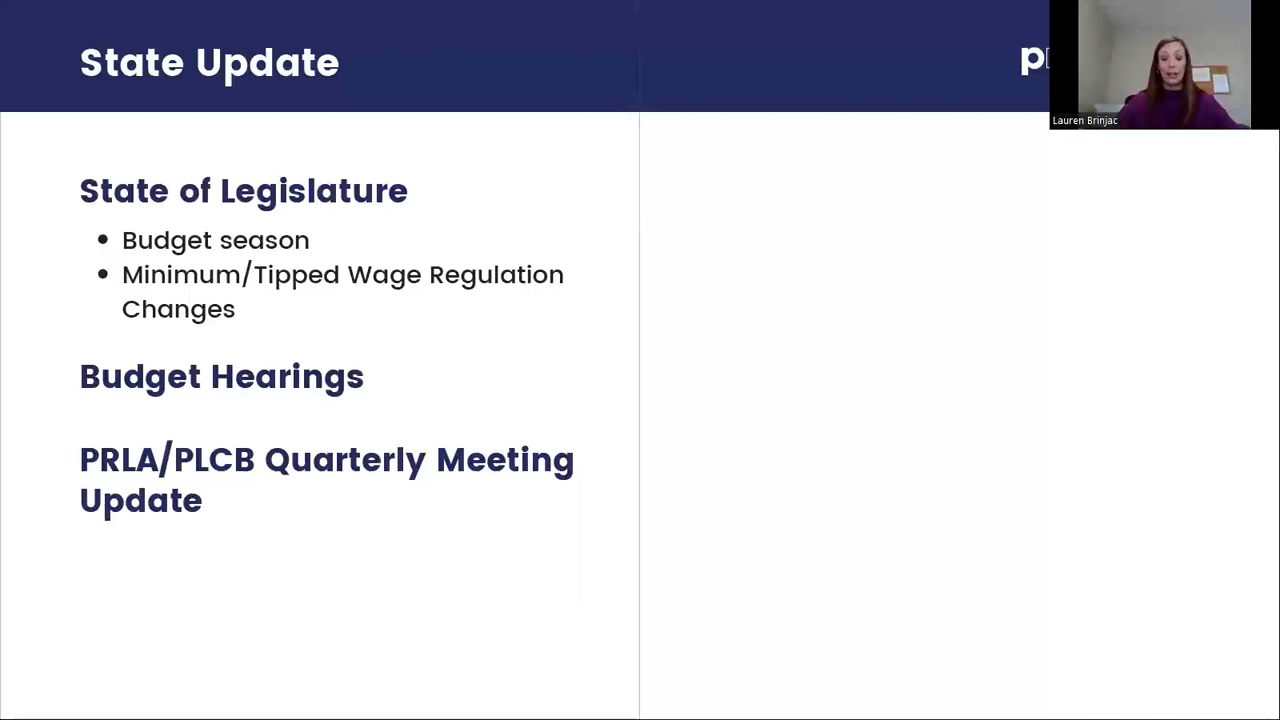 State Update
p
Lauren Brinjac
State of Legislature
• Budget season
• Minimum/Tipped Wage Regulation
Changes
Budget Hearings
PRLA/PLCB Quarterly Meeting
Update